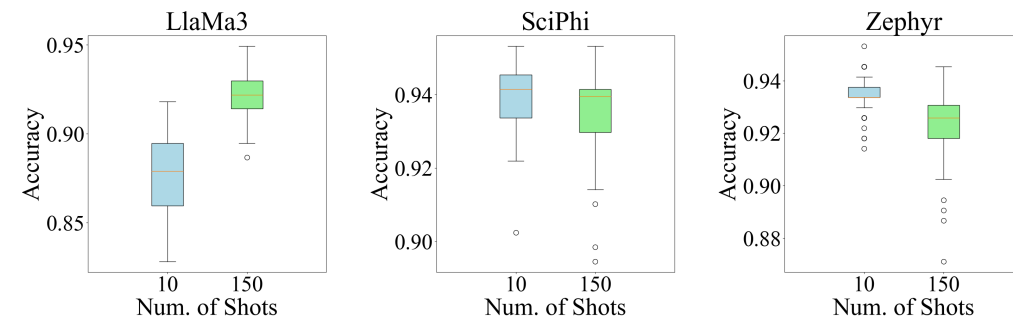 LlaMa3
0.95
0.90
0.85
Accuracy
10 150
Num. of Shots
SciPhi
0.94
0.92
0.90
Accuracy
10 150
Num. of Shots
Zephyr
0.94
0.92
0.90
0.88
Accuracy
10 150
Num. of Shots